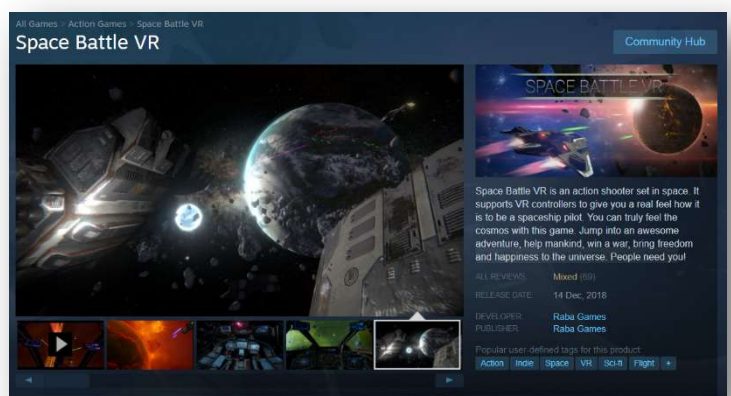 All Games > Action Games > Space Battle VR
Space Battle VR
Community Hub
SPACE BATTLE VR
Space Battle VR is an action shooter set in space. It
supports VR controllers to give you a real feel how it
is to be a spaceship pilot. You can truly feel the
cosmos with this game. Jump into an awesome
adventure, help mankind, win a war, bring freedom
and happiness to the universe. People need you!
ALL REVIEWS: Mixed (69)
RELEASE DATE: 14 Dec, 2018
DEVELOPER: Raba Games
PUBLISHER: Raba Games
Popular user-defined tags for this product:
Action Indie Space VR Sci-fi Flight +